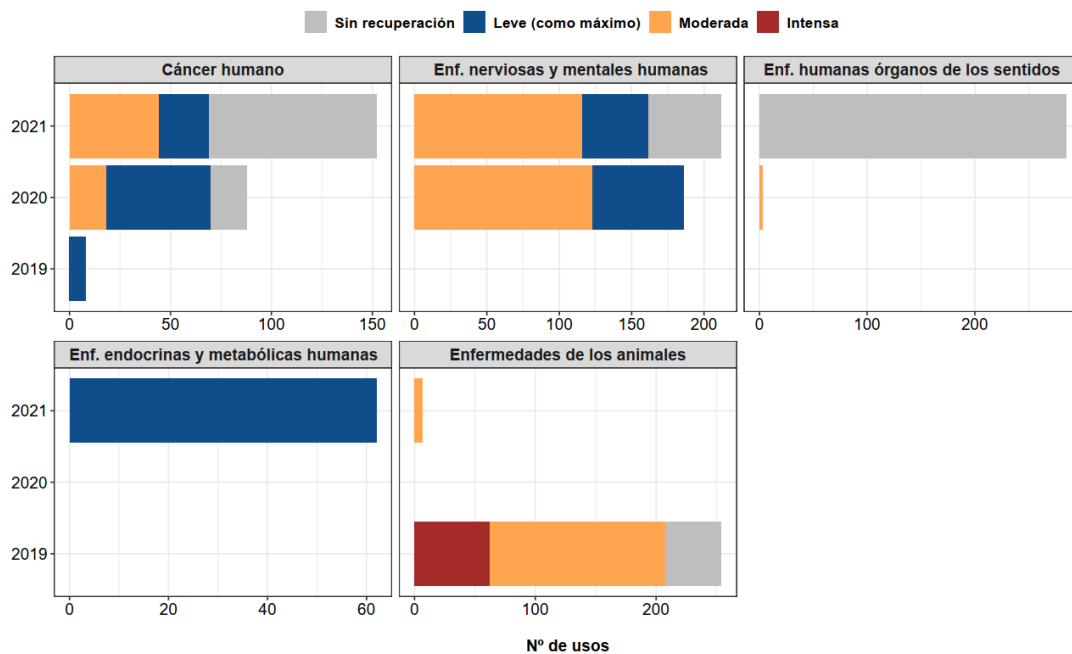 Sin recuperación Leve (como máximo) Moderada Intensa
Cáncer humano Enf. nerviosas y mentales humanas Enf. humanas órganos de los sentidos
2021
2020
2019
0 50 100 150 0 50 100 150 200 0 100 200
Enf. endocrinas y metabólicas humanas Enfermedades de los animales
2021
2020
2019
0 20 40 60 0 100 200
Nº de usos